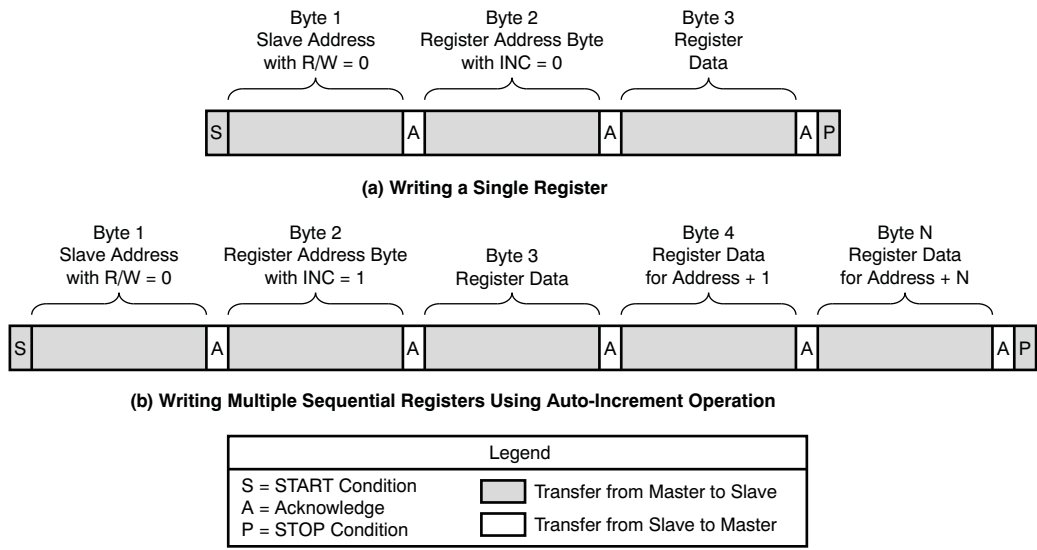 Byte 1
Slave Address
with R/W = 0
Byte 2
Register Address Byte
with INC = 0
Byte 3
Register
Data
S
A
A
A
P
(a) Writing a Single Register
Byte 1
Slave Address
with R/W = 0
Byte 2
Register Address Byte
with INC = 1
Byte 3
Register Data
Byte 4
Register Data
for Address + 1
Byte N
Register Data
for Address + N
S
A
A
A
A
A
P
(b) Writing Multiple Sequential Registers Using Auto-Increment Operation
Legend
S = START Condition
A = Acknowledge
P = STOP Condition
Transfer from Master to Slave
Transfer from Slave to Master